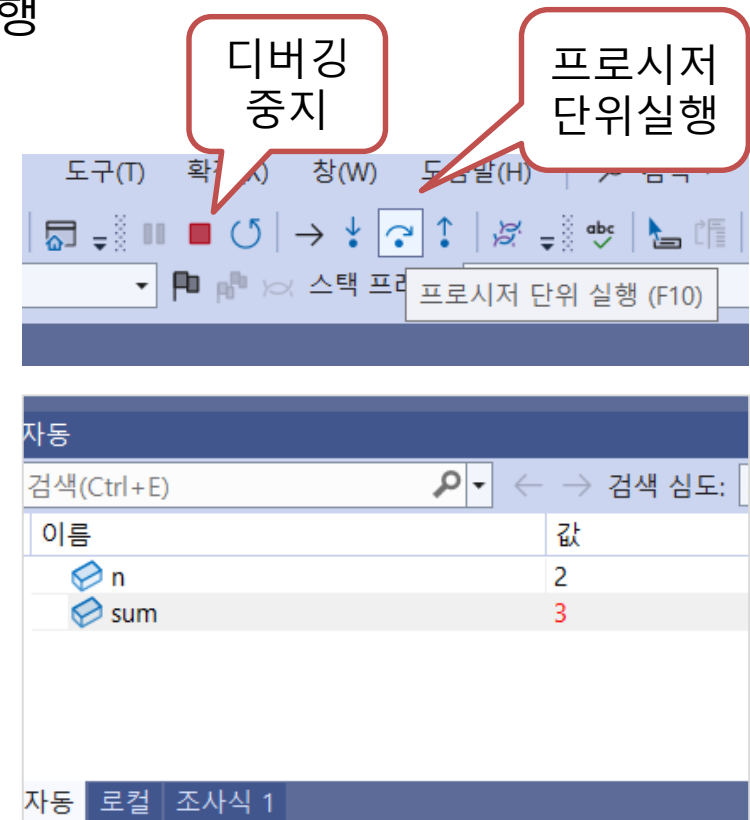 행
디버깅
중지
프로시저
단위실행
도구(T) 창(W)
스택
프로시저 단위 실행 (F10)
자동
검색(Ctrl+E) 검색 심도:
이름 값
n 2
sum 3
자동 로컬 조사식 1